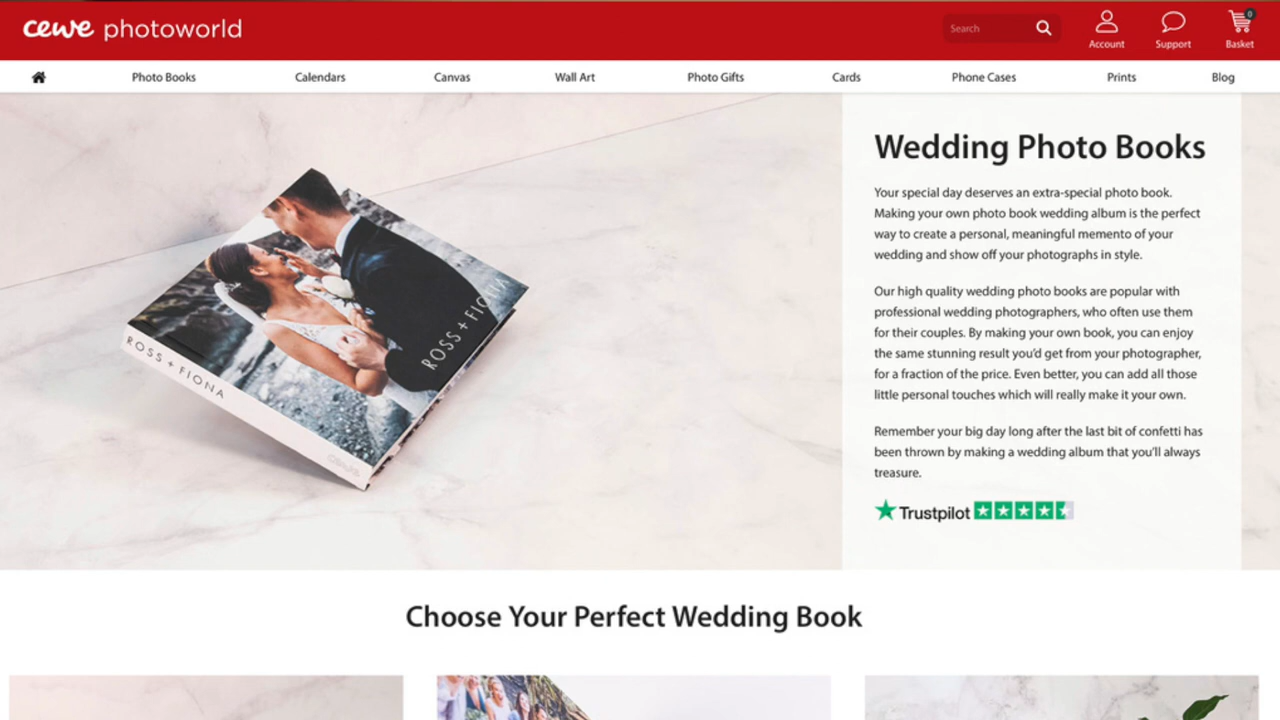 cewe photoworld
Search
Account
Support
0
Basket
Photo Books
Calendars
Canvas
Wall Art
Photo Gifts
Cards
Phone Cases
Prints
Blog
ROSS + FIONA
ROSS + FIONA
Wedding Photo Books
Your special day deserves an extra-special photo book.
Making your own photo book wedding album is the perfect
way to create a personal, meaningful memento of your
wedding and show off your photographs in style.
Our high quality wedding photo books are popular with
professional wedding photographers, who often use them
for their couples. By making your own book, you can enjoy
the same stunning result you'd get from your photographer,
for a fraction of the price. Even better, you can add all those
little personal touches which will really make it your own.
Remember your big day long after the last bit of confetti has
been thrown by making a wedding album that you'll always
treasure.
Trustpilot
Choose Your Perfect Wedding Book